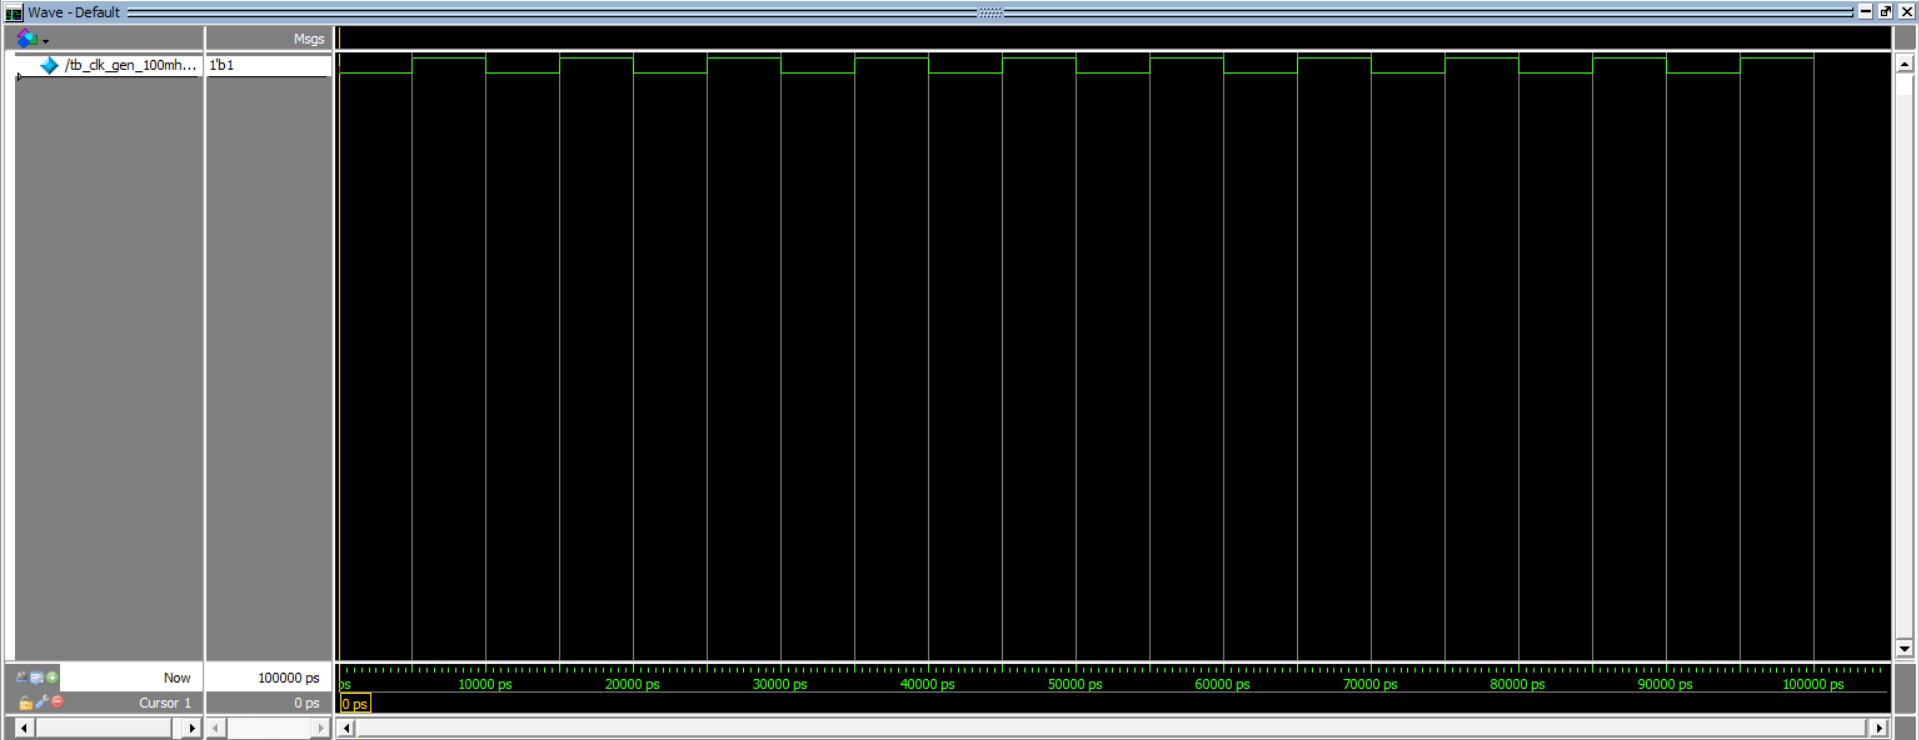 Wave - Default
Msgs
/tb_clk_gen_100mh... 1'b1
Now 100000 ps
ps 10000 ps 20000 ps 30000 ps 40000 ps 50000 ps 60000 ps 70000 ps 80000 ps 90000 ps 100000 ps
Cursor 1 0 ps 0 ps